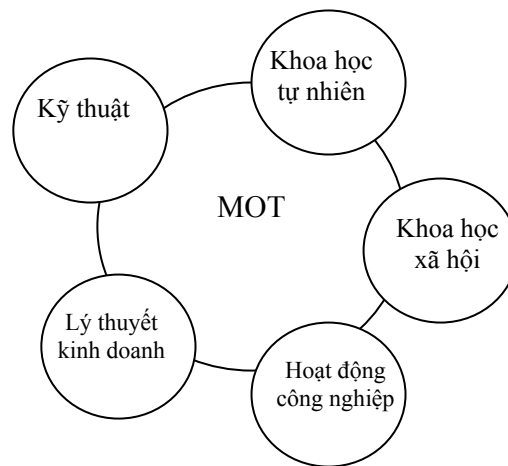 Khoa học
tự nhiên
Kỹ thuật
MOT
Khoa học
xã hội
Lý thuyết
kinh doanh
Hoạt động
công nghiệp